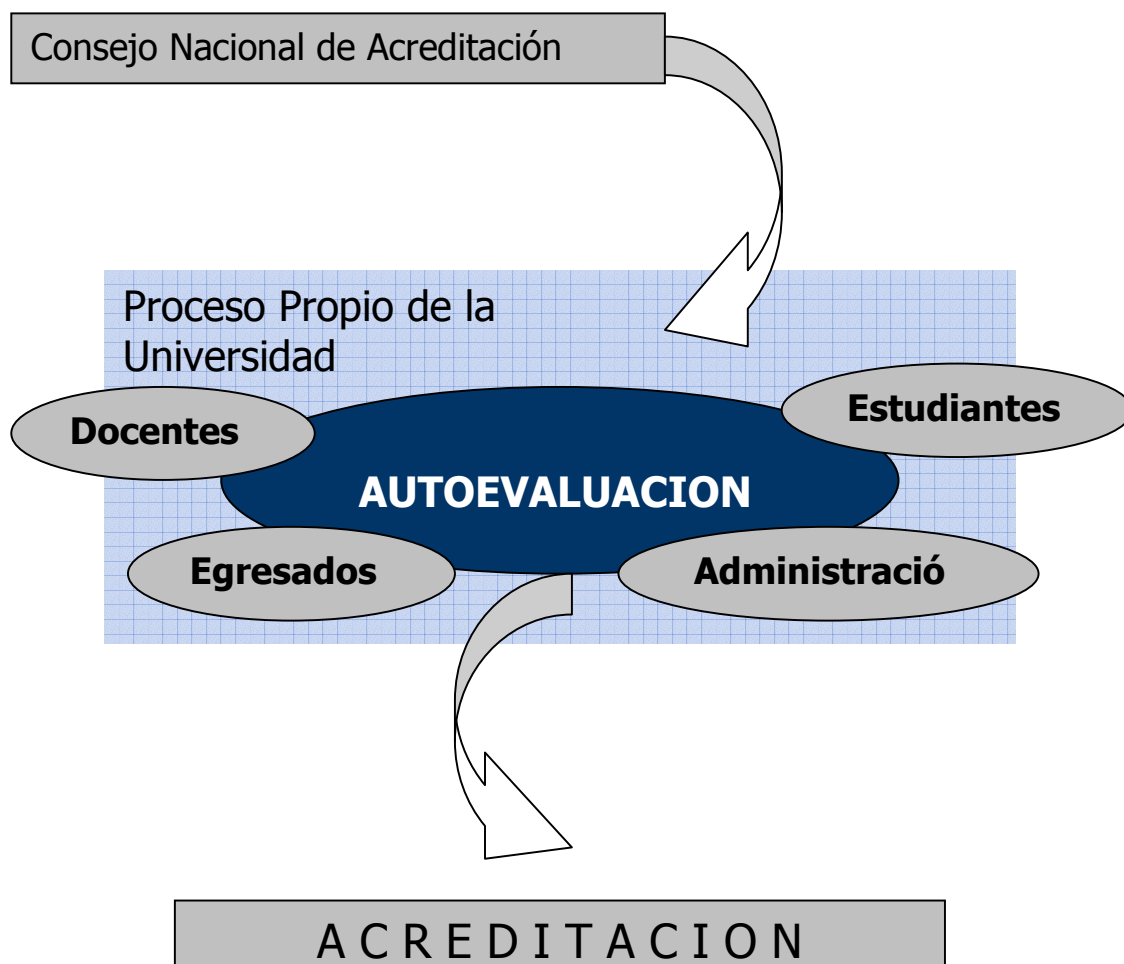 Consejo Nacional de Acreditación
Proceso Propio de la
Universidad
Docentes
Estudiantes
AUTOEVALUACION
Egresados
Administració
A C R E D I T A C I O N